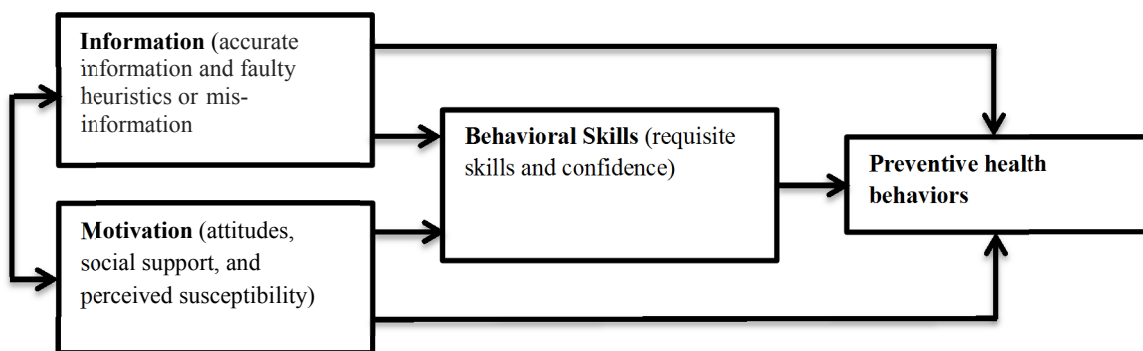 Information (accurate
information and faulty
heuristics or mis-
information
Behavioral Skills (requisite
skills and confidence)
Preventive health
behaviors
Motivation (attitudes,
social support, and
perceived susceptibility)